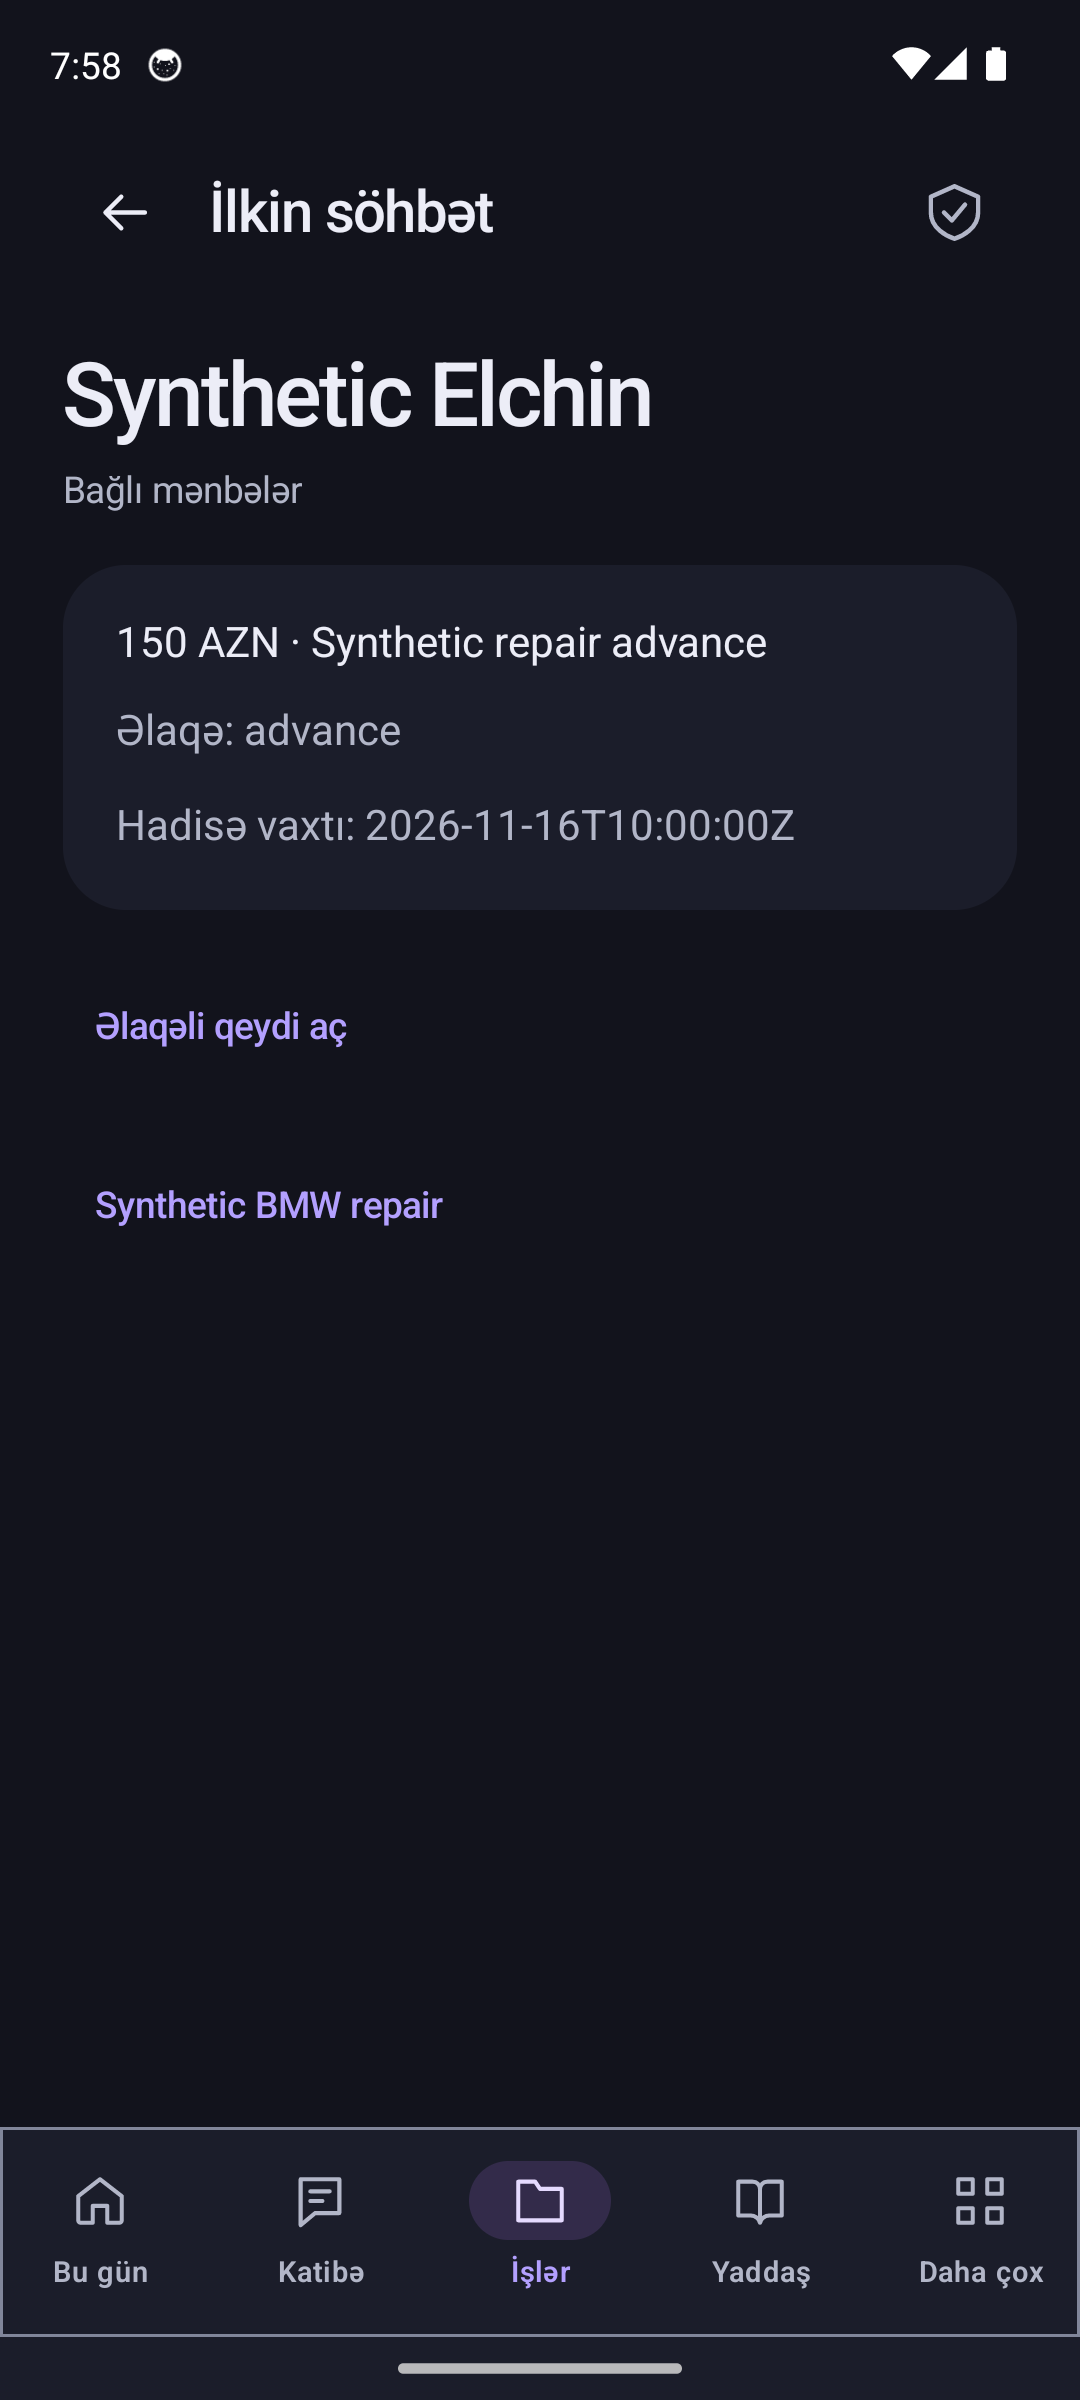 7:58
İlkin söhbət
Synthetic Elchin
Bağlı mənbələr
150 AZN · Synthetic repair advance
Əlaqə: advance
Hadisə vaxtı: 2026-11-16T10:00:00Z
Əlaqəli qeydi aç
Synthetic BMW repair
Bu gün
Katibə
İşlər
Yaddaş
Daha çox